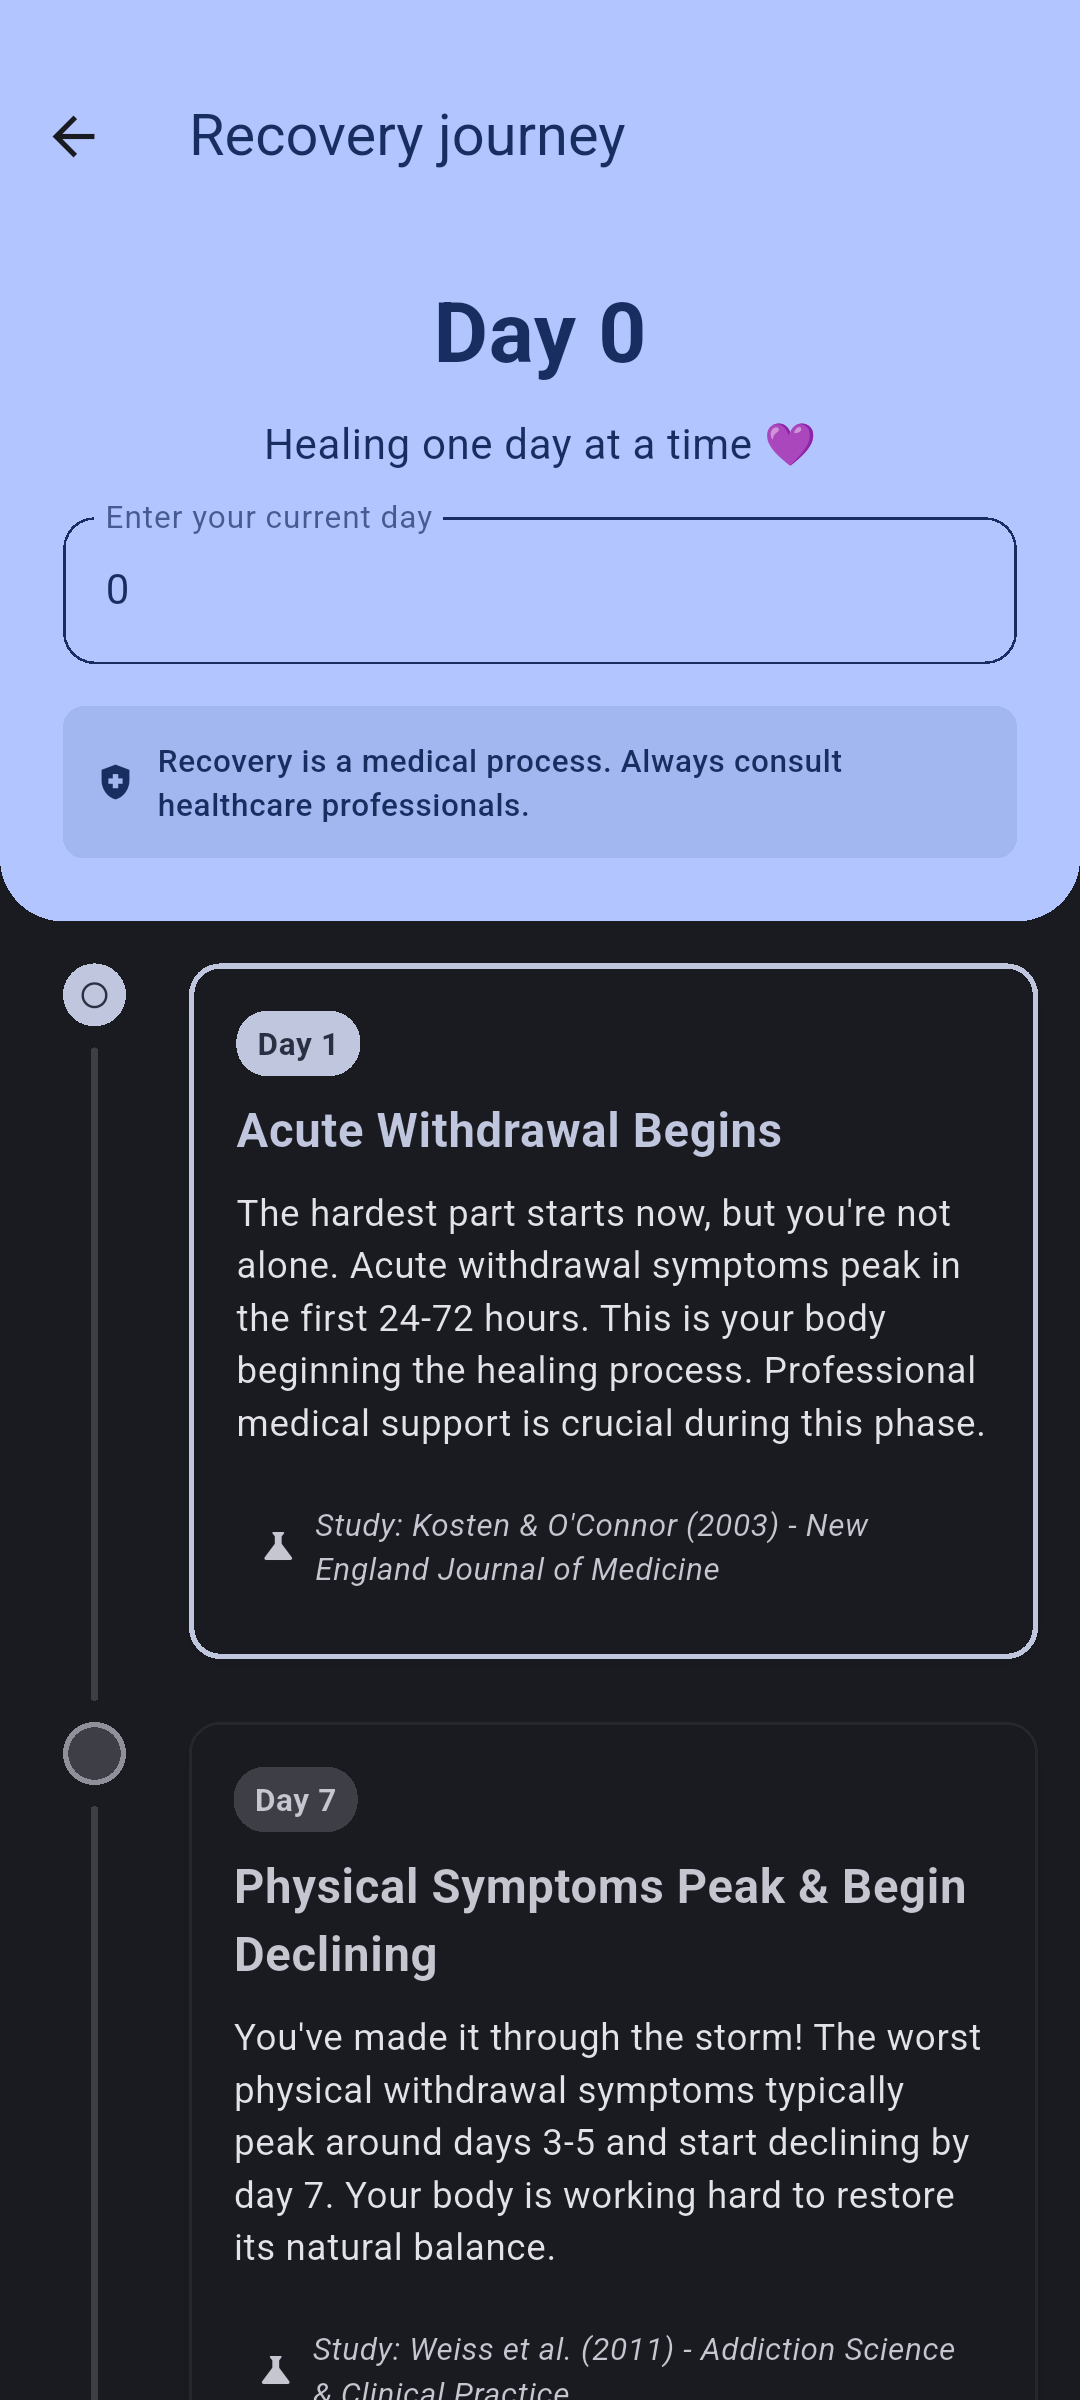 Recovery journey
Day 0
Healing one day at a time 💜
Enter your current day
0
Recovery is a medical process. Always consult
healthcare professionals.
Day 1
Acute Withdrawal Begins
The hardest part starts now, but you're not
alone. Acute withdrawal symptoms peak in
the first 24-72 hours. This is your body
beginning the healing process. Professional
medical support is crucial during this phase.
Study: Kosten & O'Connor (2003) - New
England Journal of Medicine
Day 7
Physical Symptoms Peak & Begin
Declining
You've made it through the storm! The worst
physical withdrawal symptoms typically
peak around days 3-5 and start declining by
day 7. Your body is working hard to restore
its natural balance.
Study: Weiss et al. (2011) - Addiction Science
& Clinical Practice